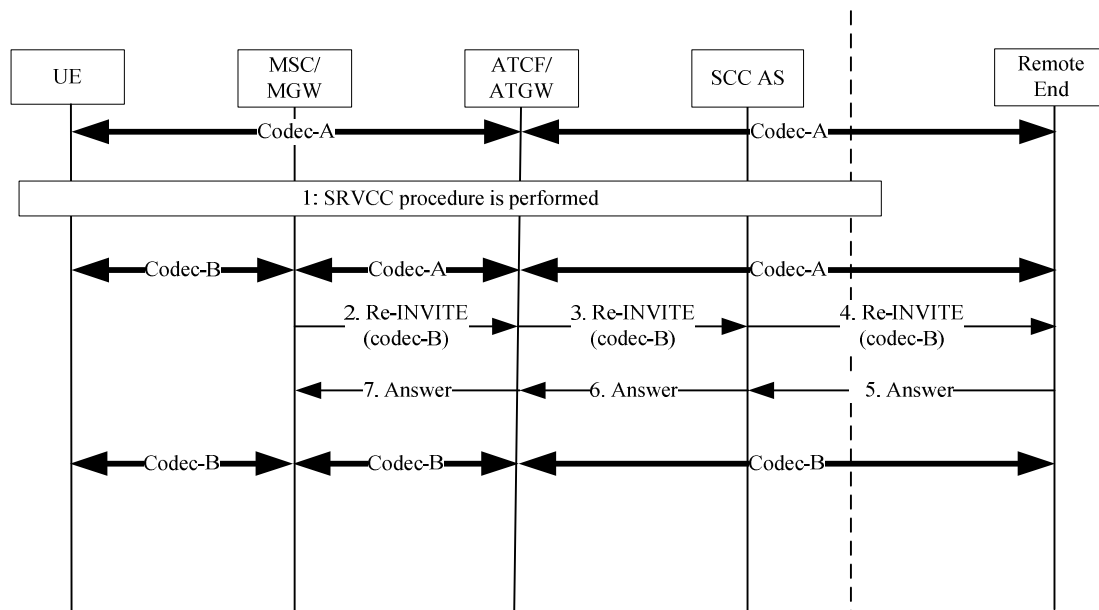 UE
MSC/
MGW
ATCF/
ATGW
SCC AS
Remote
End
Codec-A
Codec-A
1: SRVCC procedure is performed
Codec-B
Codec-A
Codec-A
2. Re-INVITE
(codec-B)
3. Re-INVITE
(codec-B)
4. Re-INVITE
(codec-B)
7. Answer
6. Answer
5. Answer
Codec-B
Codec-B
Codec-B